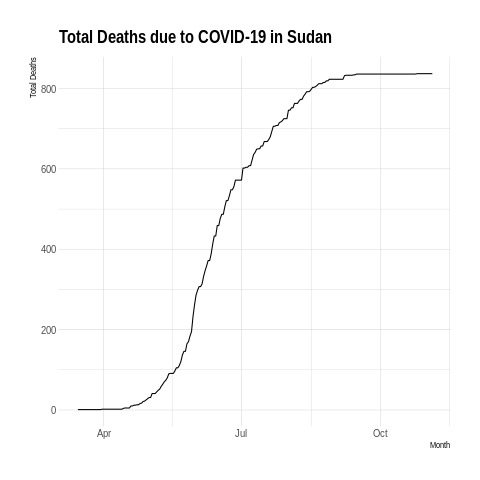 Total Deaths due to COVID-19 in Sudan
Total Deaths
800
600
400
200
0
Apr
Jul
Oct
Month